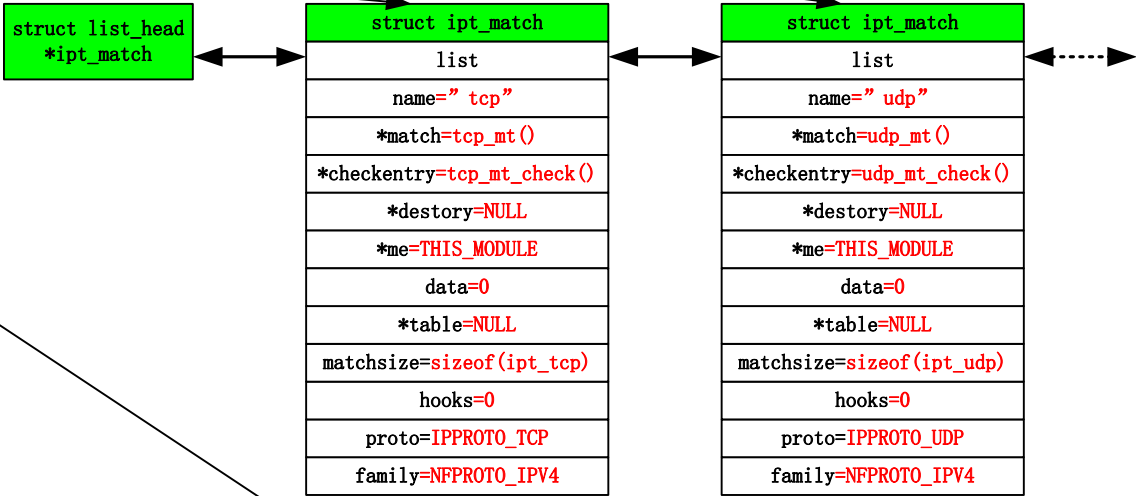 struct list_head
*ipt_match
struct ipt_match
list
name=” tcp”
*match=tcp_mt()
*checkentry=tcp_mt_check()
*destory=NULL
*me=THIS_MODULE
data=0
*table=NULL
matchsize=sizeof(ipt_tcp)
hooks=0
proto=IPPROTO_TCP
family=NFPROTO_IPV4
struct ipt_match
list
name=” udp”
*match=udp_mt()
*checkentry=udp_mt_check()
*destory=NULL
*me=THIS_MODULE
data=0
*table=NULL
matchsize=sizeof(ipt_udp)
hooks=0
proto=IPPROTO_UDP
family=NFPROTO_IPV4